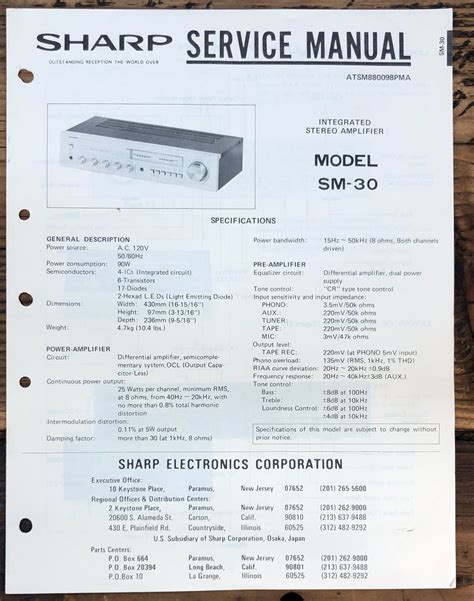 SHARP SERVICE MANUAL
OUTSTANDING RECEPTION THE WORLD OVER
SM-30
ATSM880098PMA
INTEGRATED
STEREO AMPLIFIER
MODEL
SM-30
SPECIFICATIONS
GENERAL DESCRIPTION
Power source: A.C. 120V
50/60Hz
Power consumption: 90W
Semiconductors: 4-ICs (Integrated circuit)
6-Transistors
17-Diodes
2-Hexad L.E.Ds (Light Emitting Diode)
Dimensions: Width: 430mm (16-15/16")
Height: 97mm (3-13/16")
Depth: 236mm (9-5/16")
Weight: 4.7kg (10.4 lbs.)
POWER-AMPLIFIER
Circuit: Differential amplifier, semicomple-
mentary system, OCL (Output Capa-
citor-Less)
Continuous power output:
25 Watts per channel, minimum RMS,
at 8 ohms, from 40Hz ~ 20kHz, with
no more than 0.8% total harmonic
distortion
Intermodulation distortion:
0.11% at 5W output
Damping factor: more than 30 (at 1kHz, 8 ohms)
Power bandwidth: 15Hz ~ 50kHz (8 ohms, Both channels
driven)
PRE-AMPLIFIER
Equalizer circuit: Differential amplifier, dual power
supply
Tone control: "CR" type tone control
Input sensitivity and input impedance:
PHONO: 3.5mV/50k ohms
AUX.: 220mV/50k ohms
TUNER: 220mV/50k ohms
TAPE: 220mV/50k ohms
MIC: 3mV/47k ohms
Output level:
TAPE REC: 220mV (at PHONO 5mV input)
Phono overload: 135mV (RMS, 1kHz, 1% THD)
RIAA curve deviation: 20Hz ~ 20kHz ±0.9dB
Frequency response: 20Hz ~ 40kHz±3dB (AUX.)
Tone control:
Bass: ±8dB at 100Hz
Treble: ±8dB at 10kHz
Loudness Control: +6dB at 100Hz
±6dB at 10kHz
Specifications of this model are subject to change without
prior notice.
SHARP ELECTRONICS CORPORATION
Executive Office:
10 Keystone Place, Paramus, New Jersey 07652 (201) 265-5600
Regional Offices & Distribution Centers:
2 Keystone Place, Paramus, New Jersey 07652 (201) 262-9000
20600 S. Alameda St. Carson, Calif. 90810 (213) 637-9488
430 E. Plainfield Rd. Countryside, Illinois 60525 (312) 482-9292
U.S. Subsidiary of Sharp Corporation, Osaka, Japan
Parts Centers:
P.O. Box 664 Paramus, New Jersey 07652 (201) 262-9000
P.O. Box 20394 Long Beach, Calif. 90801 (213) 637-9488
P.O.Box 10 La Grange, Illinois 60525 (312) 482-9292